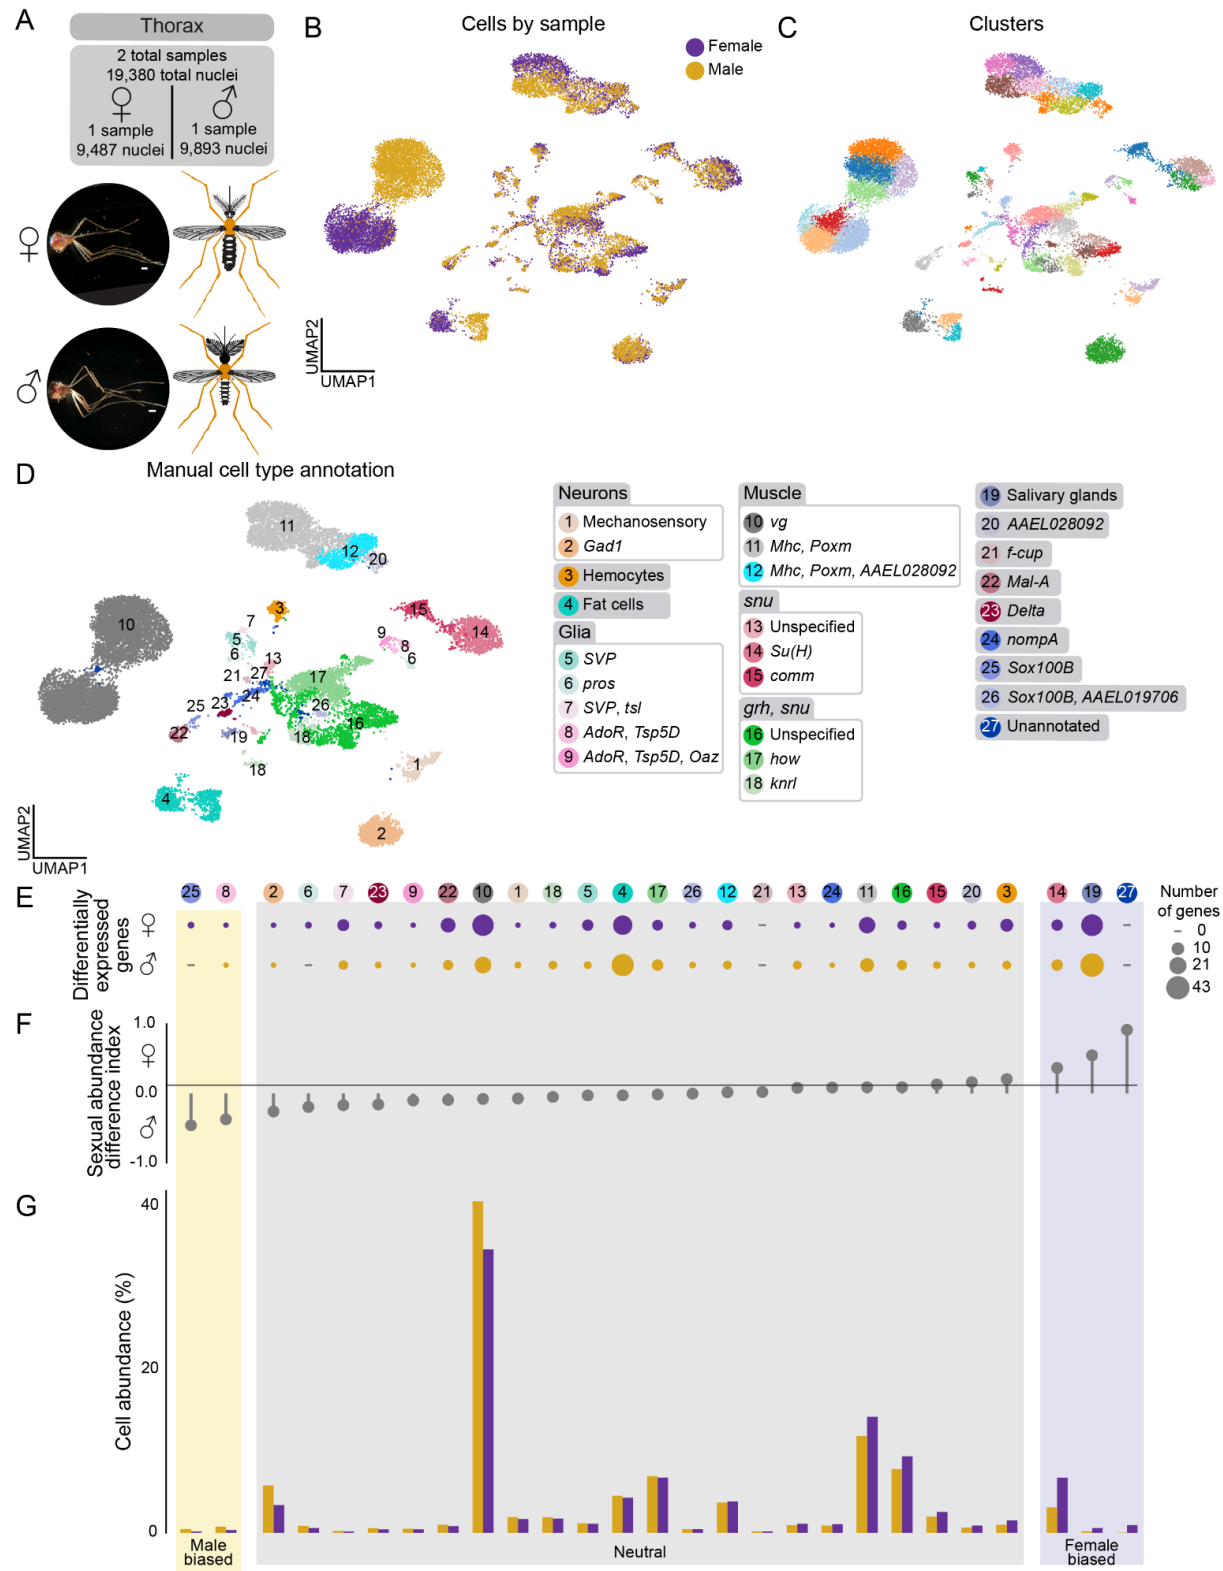 A
Thorax
2 total samples
19,380 total nuclei
♀ ♂
1 sample 1 sample
9,487 nuclei 9,893 nuclei
♀
♂
B
Cells by sample
Female
Male
UMAP2
UMAP1
C
Clusters
D
Manual cell type annotation
11
12
20
10
3
7
5
6
13
21
27
17
23
24
25
26
22
19
18
16
18
15
14
9
8
6
1
4
2
UMAP2
UMAP1
Neurons
1 Mechanosensory
2 Gad1
3 Hemocytes
4 Fat cells
Glia
5 SVP
6 pros
7 SVP, tsl
8 AdoR, Tsp5D
9 AdoR, Tsp5D, Oaz
Muscle
10 vg
11 Mhc, Poxm
12 Mhc, Poxm, AAEL028092
snu
13 Unspecified
14 Su(H)
15 comm
grh, snu
16 Unspecified
17 how
18 knrl
19 Salivary glands
20 AAEL028092
21 f-cup
22 Mal-A
23 Delta
24 nompA
25 Sox100B
26 Sox100B, AAEL019706
27 Unannotated
E
25 8 2 6 7 23 9 22 10 1 18 5 4 17 26 12 21 13 24 11 16 15 20 3 14 19 27
Differentially
expressed
genes
♀
♂
Number
of genes
0
10
21
43
F
Sexual abundance
difference index
1.0
♀
0.0
♂
-1.0
G
Cell abundance (%)
40
20
0
Male
biased
Neutral
Female
biased